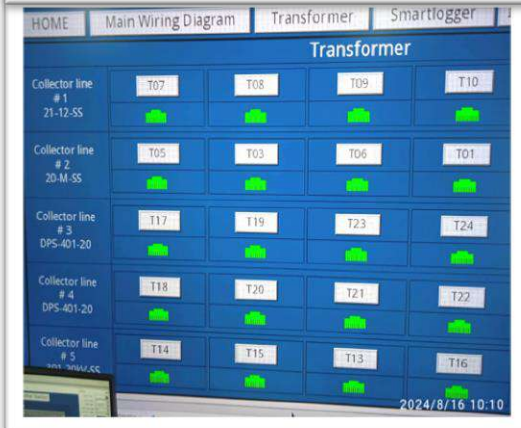 HOME Main Wiring Diagram Transformer Smartlogger
Transformer
Collector line
# 1
21-12-SS
T07 T08 T09 T10
Collector line
# 2
20-M-SS
T05 T03 T06 T01
Collector line
# 3
DPS-401-20
T17 T19 T23 T24
Collector line
# 4
DPS-401-20
T18 T20 T21 T22
Collector line
# 5
T14 T15 T13 T16
2024/8/16 10:10